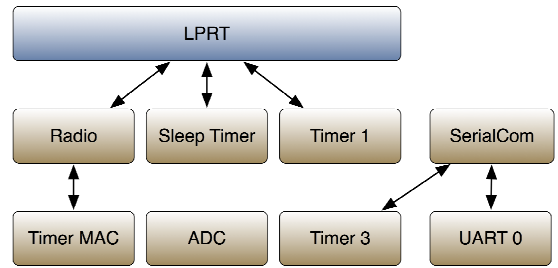 LPRT
Radio
Sleep Timer
Timer 1
SerialCom
Timer MAC
ADC
Timer 3
UART 0